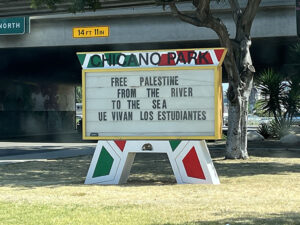 NORTH
14 FT 11 IN
CHICANO PARK
FREE PALESTINE
FROM THE RIVER
TO THE SEA
UE VIVAN LOS ESTUDIANTES